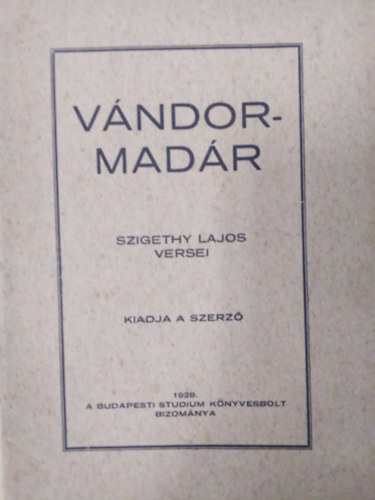 VÁNDOR-
MADÁR
SZIGETHY LAJOS
VERSEI
KIADJA A SZERZŐ
1929.
A BUDAPESTI STUDIUM KÖNYVESBOLT
BIZOMÁNYA